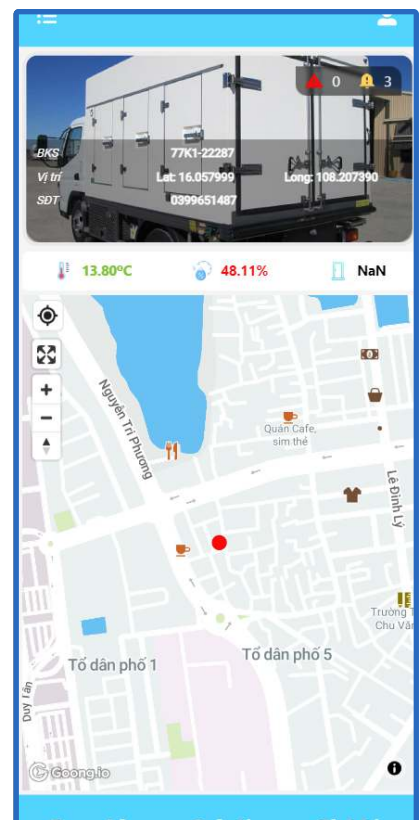 0 3
BKS 77K1-22287
Vị trí Lat: 16.057999 Long: 108.207390
SĐT 0399651487
13.80°C 48.11% NaN
Nguyễn Tri Phương
Quán Cafe,
sim thẻ
Lê Đình Lý
Trường T
Chu Văn
Tổ dân phố 1
Tổ dân phố 5
Duy Tân
Goong.io